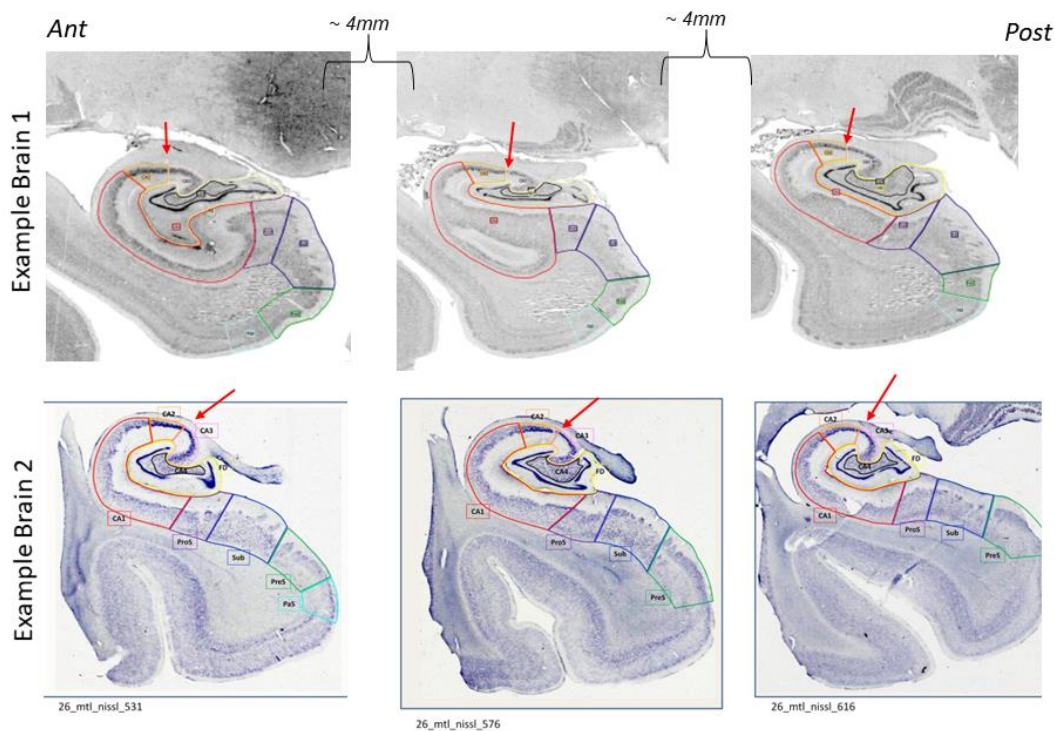 Ant
~ 4mm
~ 4mm
Post
Example Brain 1
Example Brain 2
CA2
CA3
CA4
FD
CA1
ProS
Sub
PreS
PaS
26_mtl_nissl_531
CA2
CA3
CA4
FD
CA1
ProS
Sub
PreS
26_mtl_nissl_576
CA2
CA3
CA4
FD
CA1
ProS
Sub
PreS
26_mtl_nissl_616